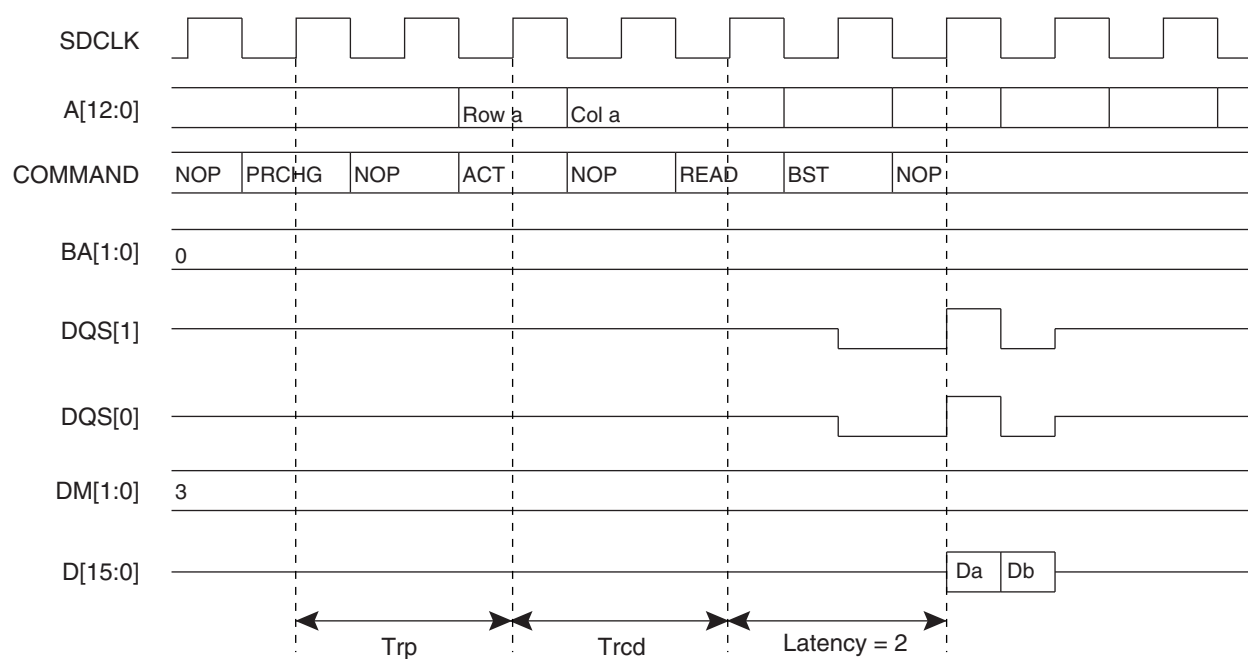 SDCLK
A[12:0] Row a Col a
COMMAND NOP PRCHG NOP ACT NOP READ BST NOP
BA[1:0] 0
DQS[1]
DQS[0]
DM[1:0] 3
D[15:0] Da Db
Trp Trcd Latency = 2